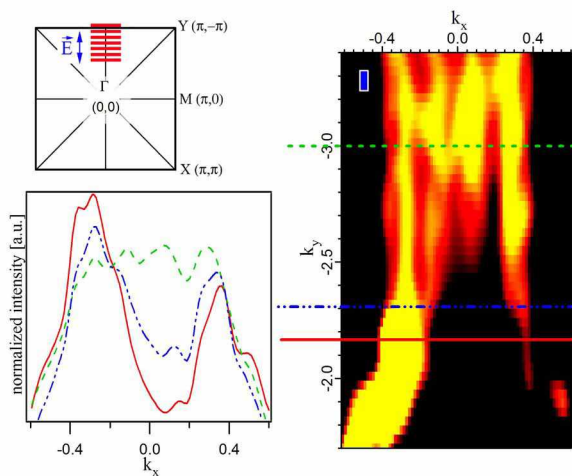 Y (π,−π)
E
Γ
(0,0)
M (π,0)
X (π,π)
normalized intensity [a.u.]
-0.4 0.0 0.4
kx
kx
-0.4 0.0 0.4
-3.0
ky
-2.5
-2.0